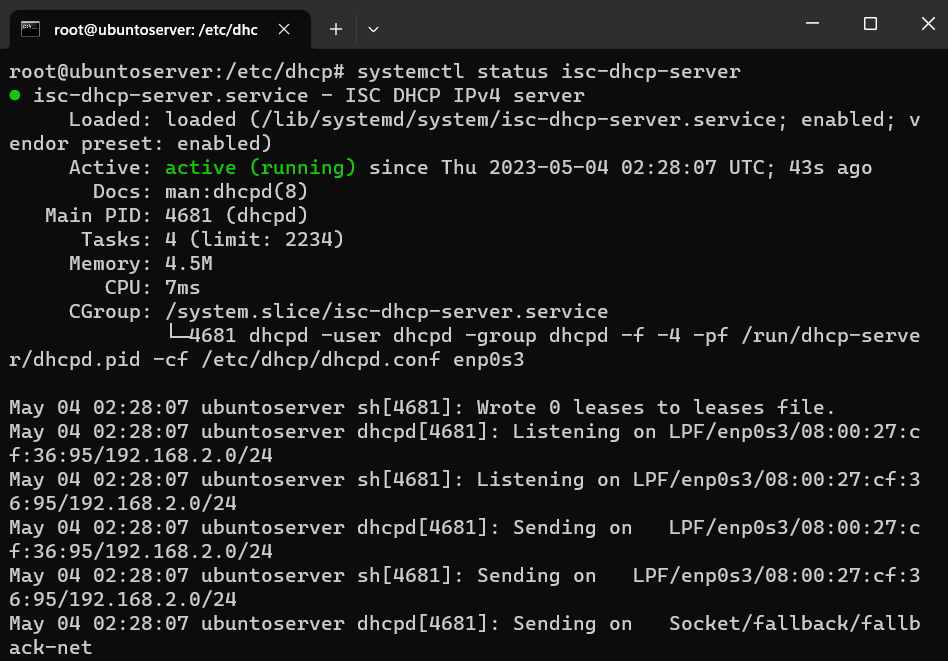 root@ubuntoserver: /etc/dhc
root@ubuntoserver:/etc/dhcp# systemctl status isc-dhcp-server
● isc-dhcp-server.service - ISC DHCP IPv4 server
     Loaded: loaded (/lib/systemd/system/isc-dhcp-server.service; enabled; v
endor preset: enabled)
     Active: active (running) since Thu 2023-05-04 02:28:07 UTC; 43s ago
       Docs: man:dhcpd(8)
   Main PID: 4681 (dhcpd)
      Tasks: 4 (limit: 2234)
     Memory: 4.5M
        CPU: 7ms
     CGroup: /system.slice/isc-dhcp-server.service
             └─4681 dhcpd -user dhcpd -group dhcpd -f -4 -pf /run/dhcp-serve
r/dhcpd.pid -cf /etc/dhcp/dhcpd.conf enp0s3

May 04 02:28:07 ubuntoserver sh[4681]: Wrote 0 leases to leases file.
May 04 02:28:07 ubuntoserver dhcpd[4681]: Listening on LPF/enp0s3/08:00:27:c
f:36:95/192.168.2.0/24
May 04 02:28:07 ubuntoserver sh[4681]: Listening on LPF/enp0s3/08:00:27:cf:3
6:95/192.168.2.0/24
May 04 02:28:07 ubuntoserver dhcpd[4681]: Sending on   LPF/enp0s3/08:00:27:c
f:36:95/192.168.2.0/24
May 04 02:28:07 ubuntoserver sh[4681]: Sending on   LPF/enp0s3/08:00:27:cf:3
6:95/192.168.2.0/24
May 04 02:28:07 ubuntoserver dhcpd[4681]: Sending on   Socket/fallback/fallb
ack-net